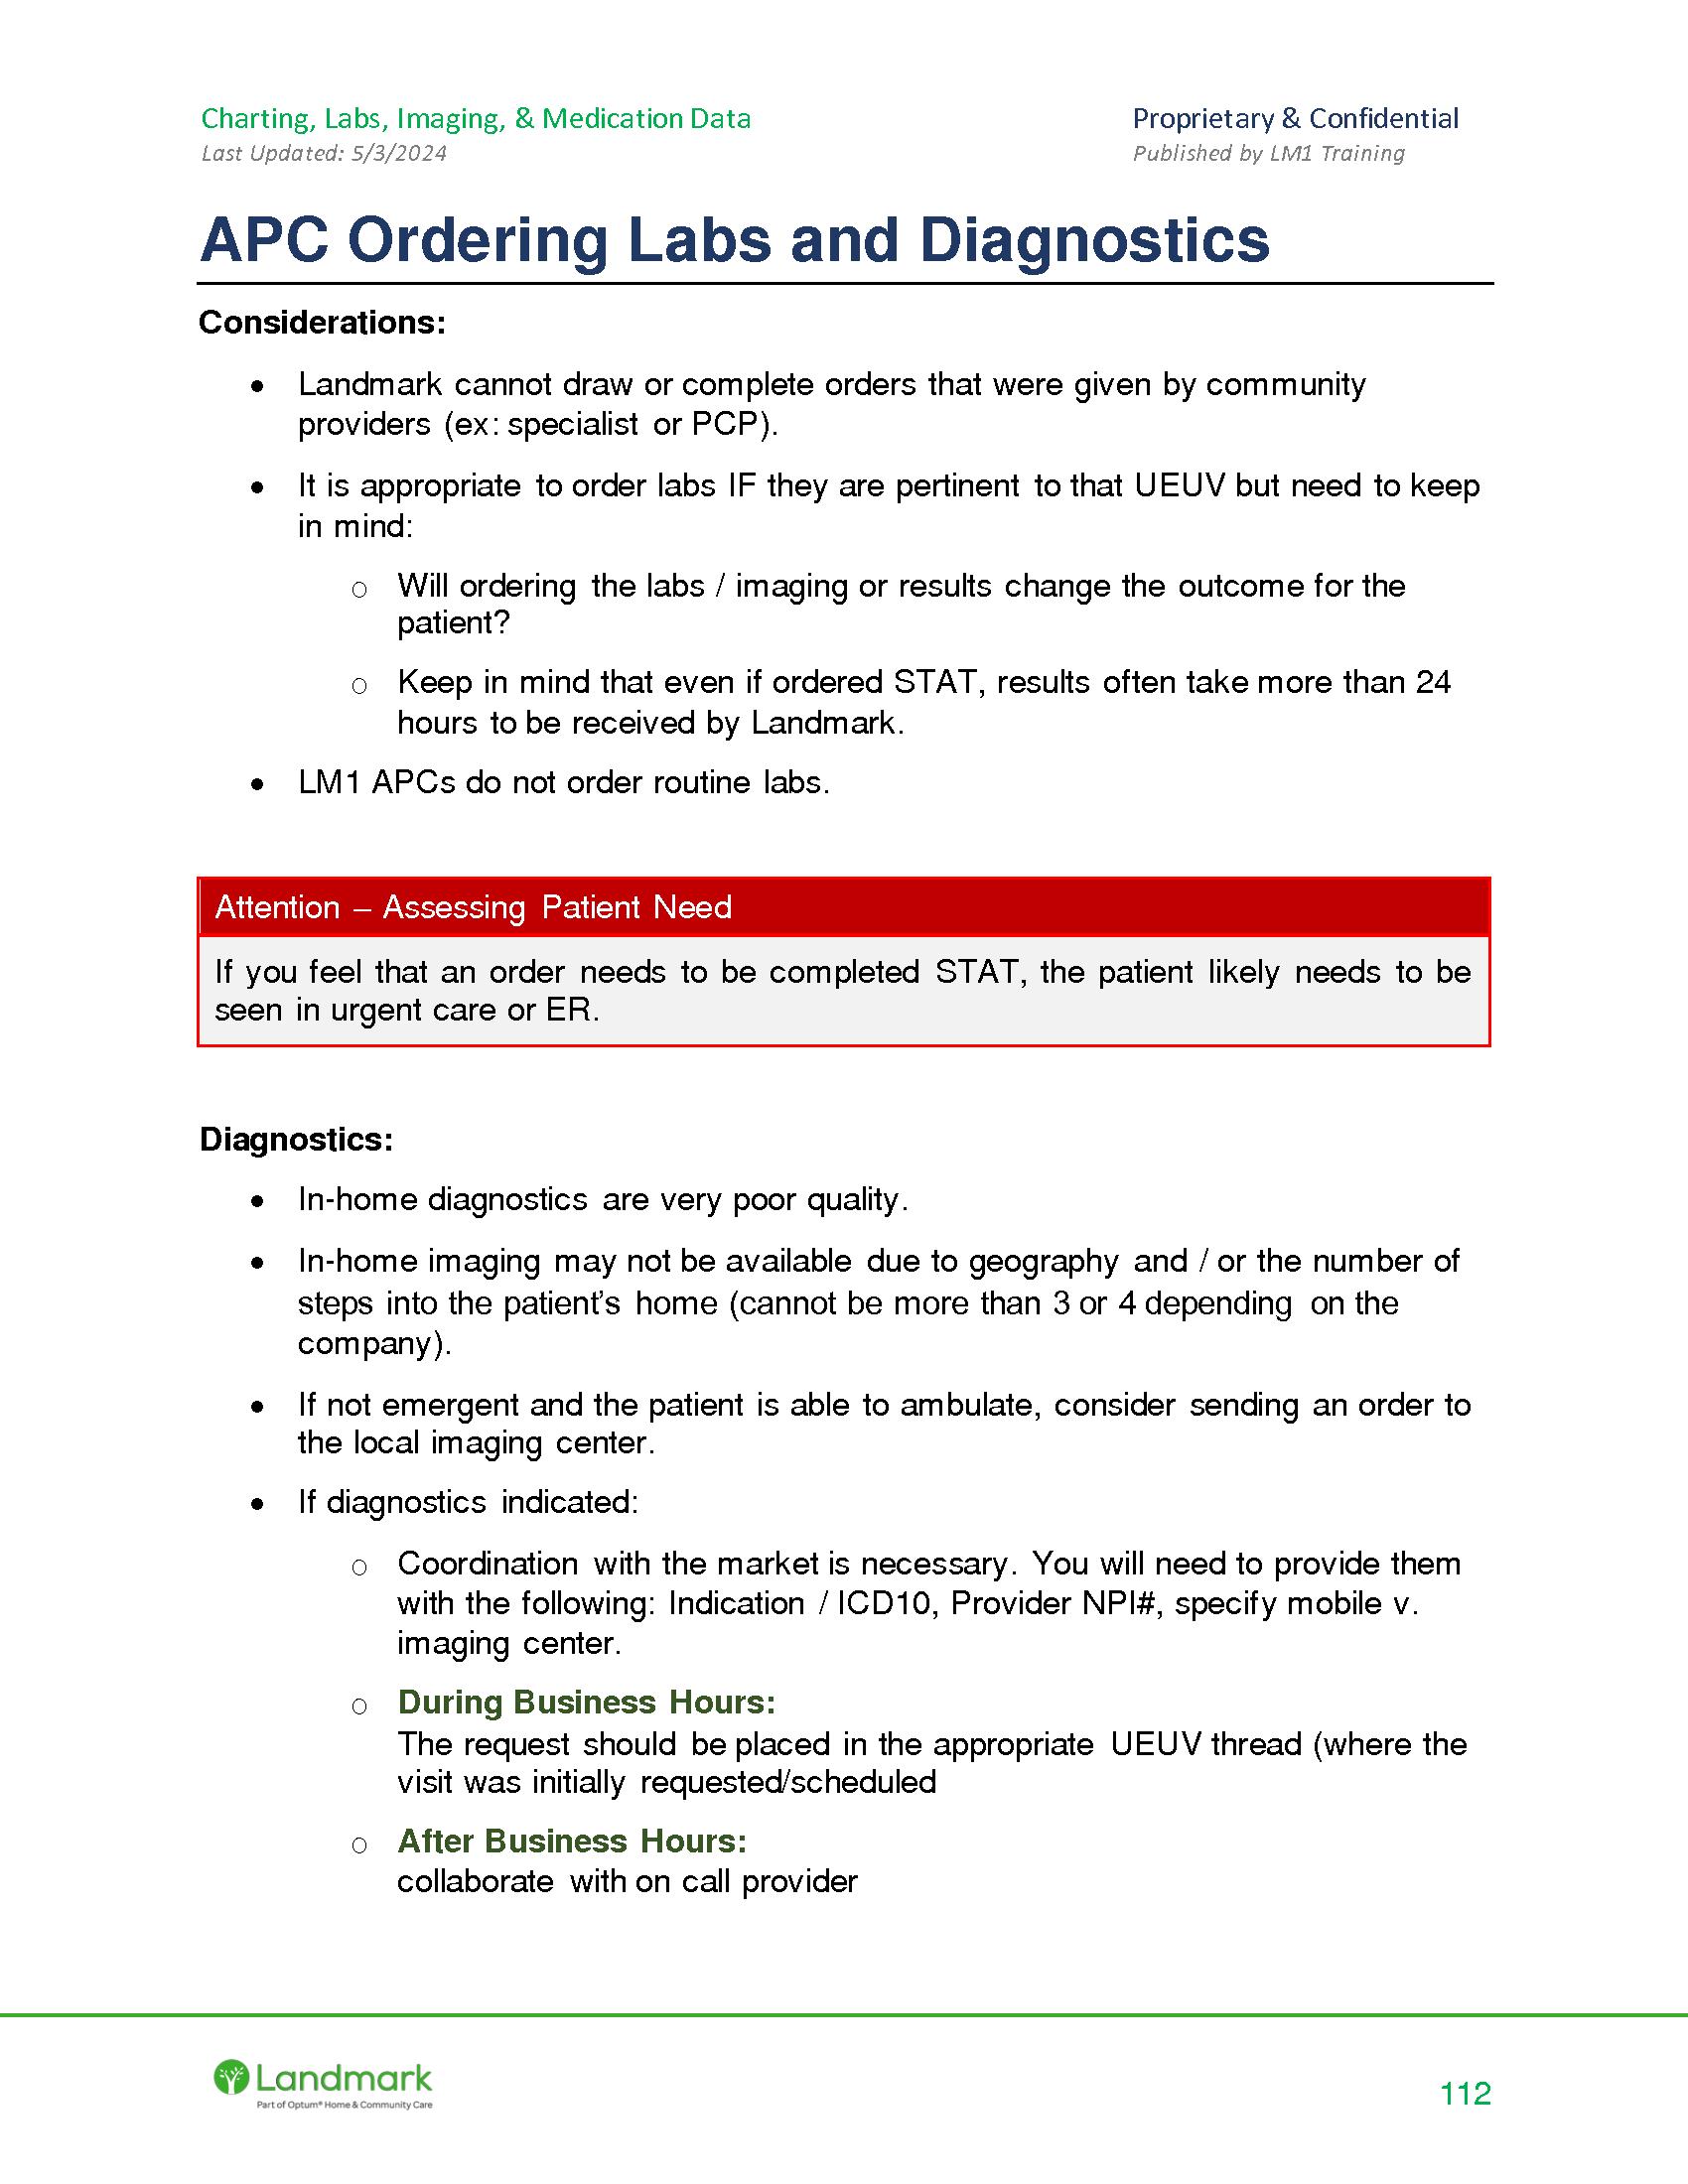 Charting, Labs, Imaging, & Medication Data
Proprietary & Confidential
Last Updated: 5/3/2024
Published by LM1 Training
APC Ordering Labs and Diagnostics
Considerations:
• Landmark cannot draw or complete orders that were given by community
providers (ex: specialist or PCP).
• It is appropriate to order labs IF they are pertinent to that UEUV but need to keep
in mind:
o Will ordering the labs / imaging or results change the outcome for the
patient?
o Keep in mind that even if ordered STAT, results often take more than 24
hours to be received by Landmark.
• LM1 APCs do not order routine labs.
Attention – Assessing Patient Need
If you feel that an order needs to be completed STAT, the patient likely needs to be
seen in urgent care or ER.
Diagnostics:
• In-home diagnostics are very poor quality.
• In-home imaging may not be available due to geography and / or the number of
steps into the patient’s home (cannot be more than 3 or 4 depending on the
company).
• If not emergent and the patient is able to ambulate, consider sending an order to
the local imaging center.
• If diagnostics indicated:
o Coordination with the market is necessary. You will need to provide them
with the following: Indication / ICD10, Provider NPI#, specify mobile v.
imaging center.
o During Business Hours:
The request should be placed in the appropriate UEUV thread (where the
visit was initially requested/scheduled
o After Business Hours:
collaborate with on call provider
Landmark
Part of Optum® Home & Community Care
112